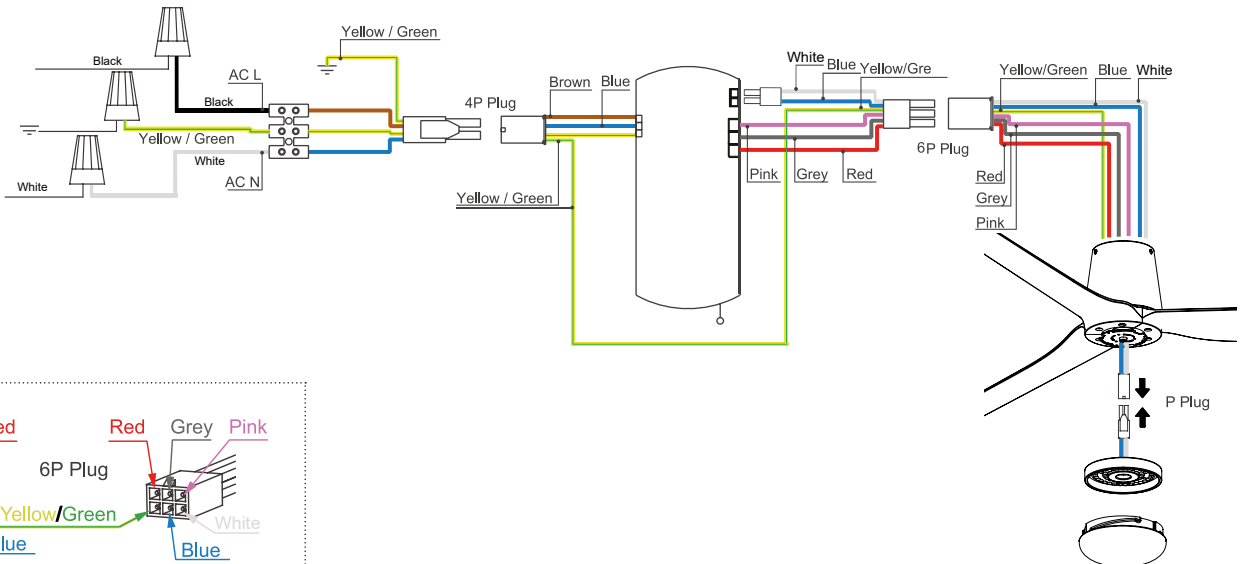 Yellow / Green
Black
AC L
Black
Yellow / Green
White
White
AC N
4P Plug
Brown
Blue
Yellow / Green
White
Blue
Yellow/Gre
Pink
Grey
Red
6P Plug
Yellow/Green
Blue
White
Red
Grey
Pink
P Plug
ed
Red
Grey
Pink
6P Plug
Yellow/Green
White
lue
Blue